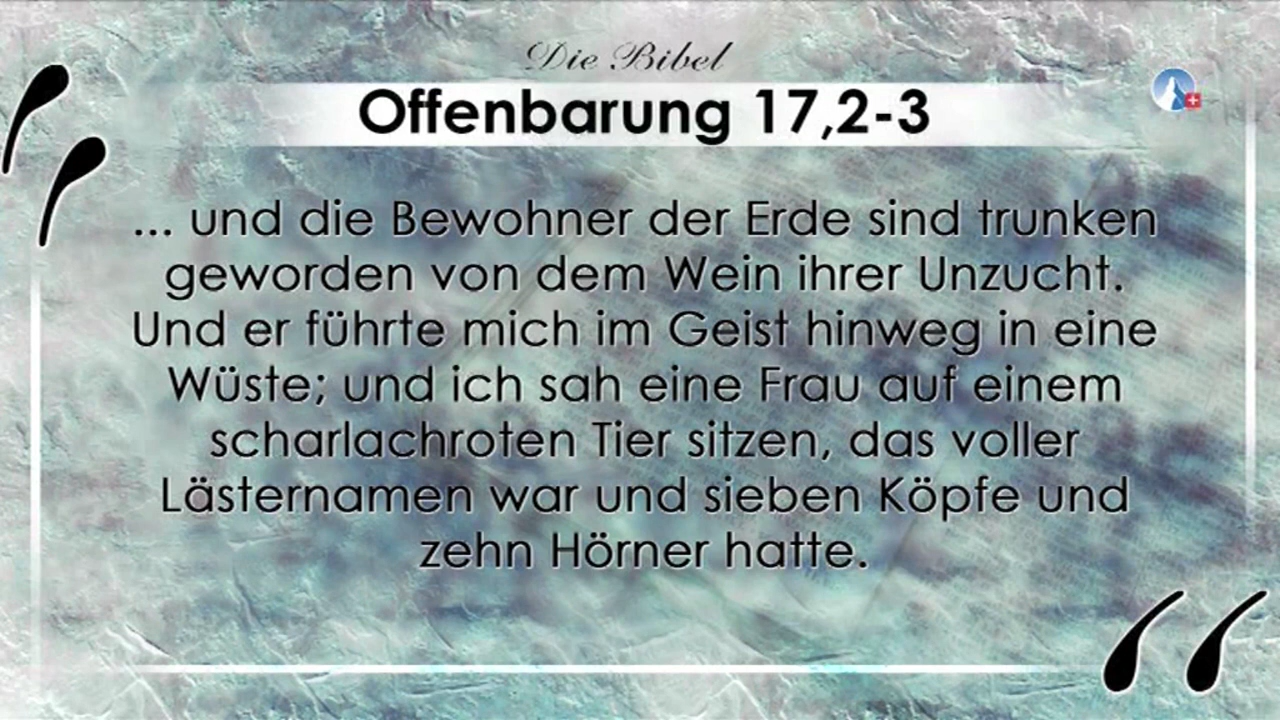 Die Bibel
Offenbarung 17,2-3
... und die Bewohner der Erde sind trunken
geworden von dem Wein ihrer Unzucht.
Und er führte mich im Geist hinweg in eine
Wüste; und ich sah eine Frau auf einem
scharlachroten Tier sitzen, das voller
Lästernamen war und sieben Köpfe und
zehn Hörner hatte.